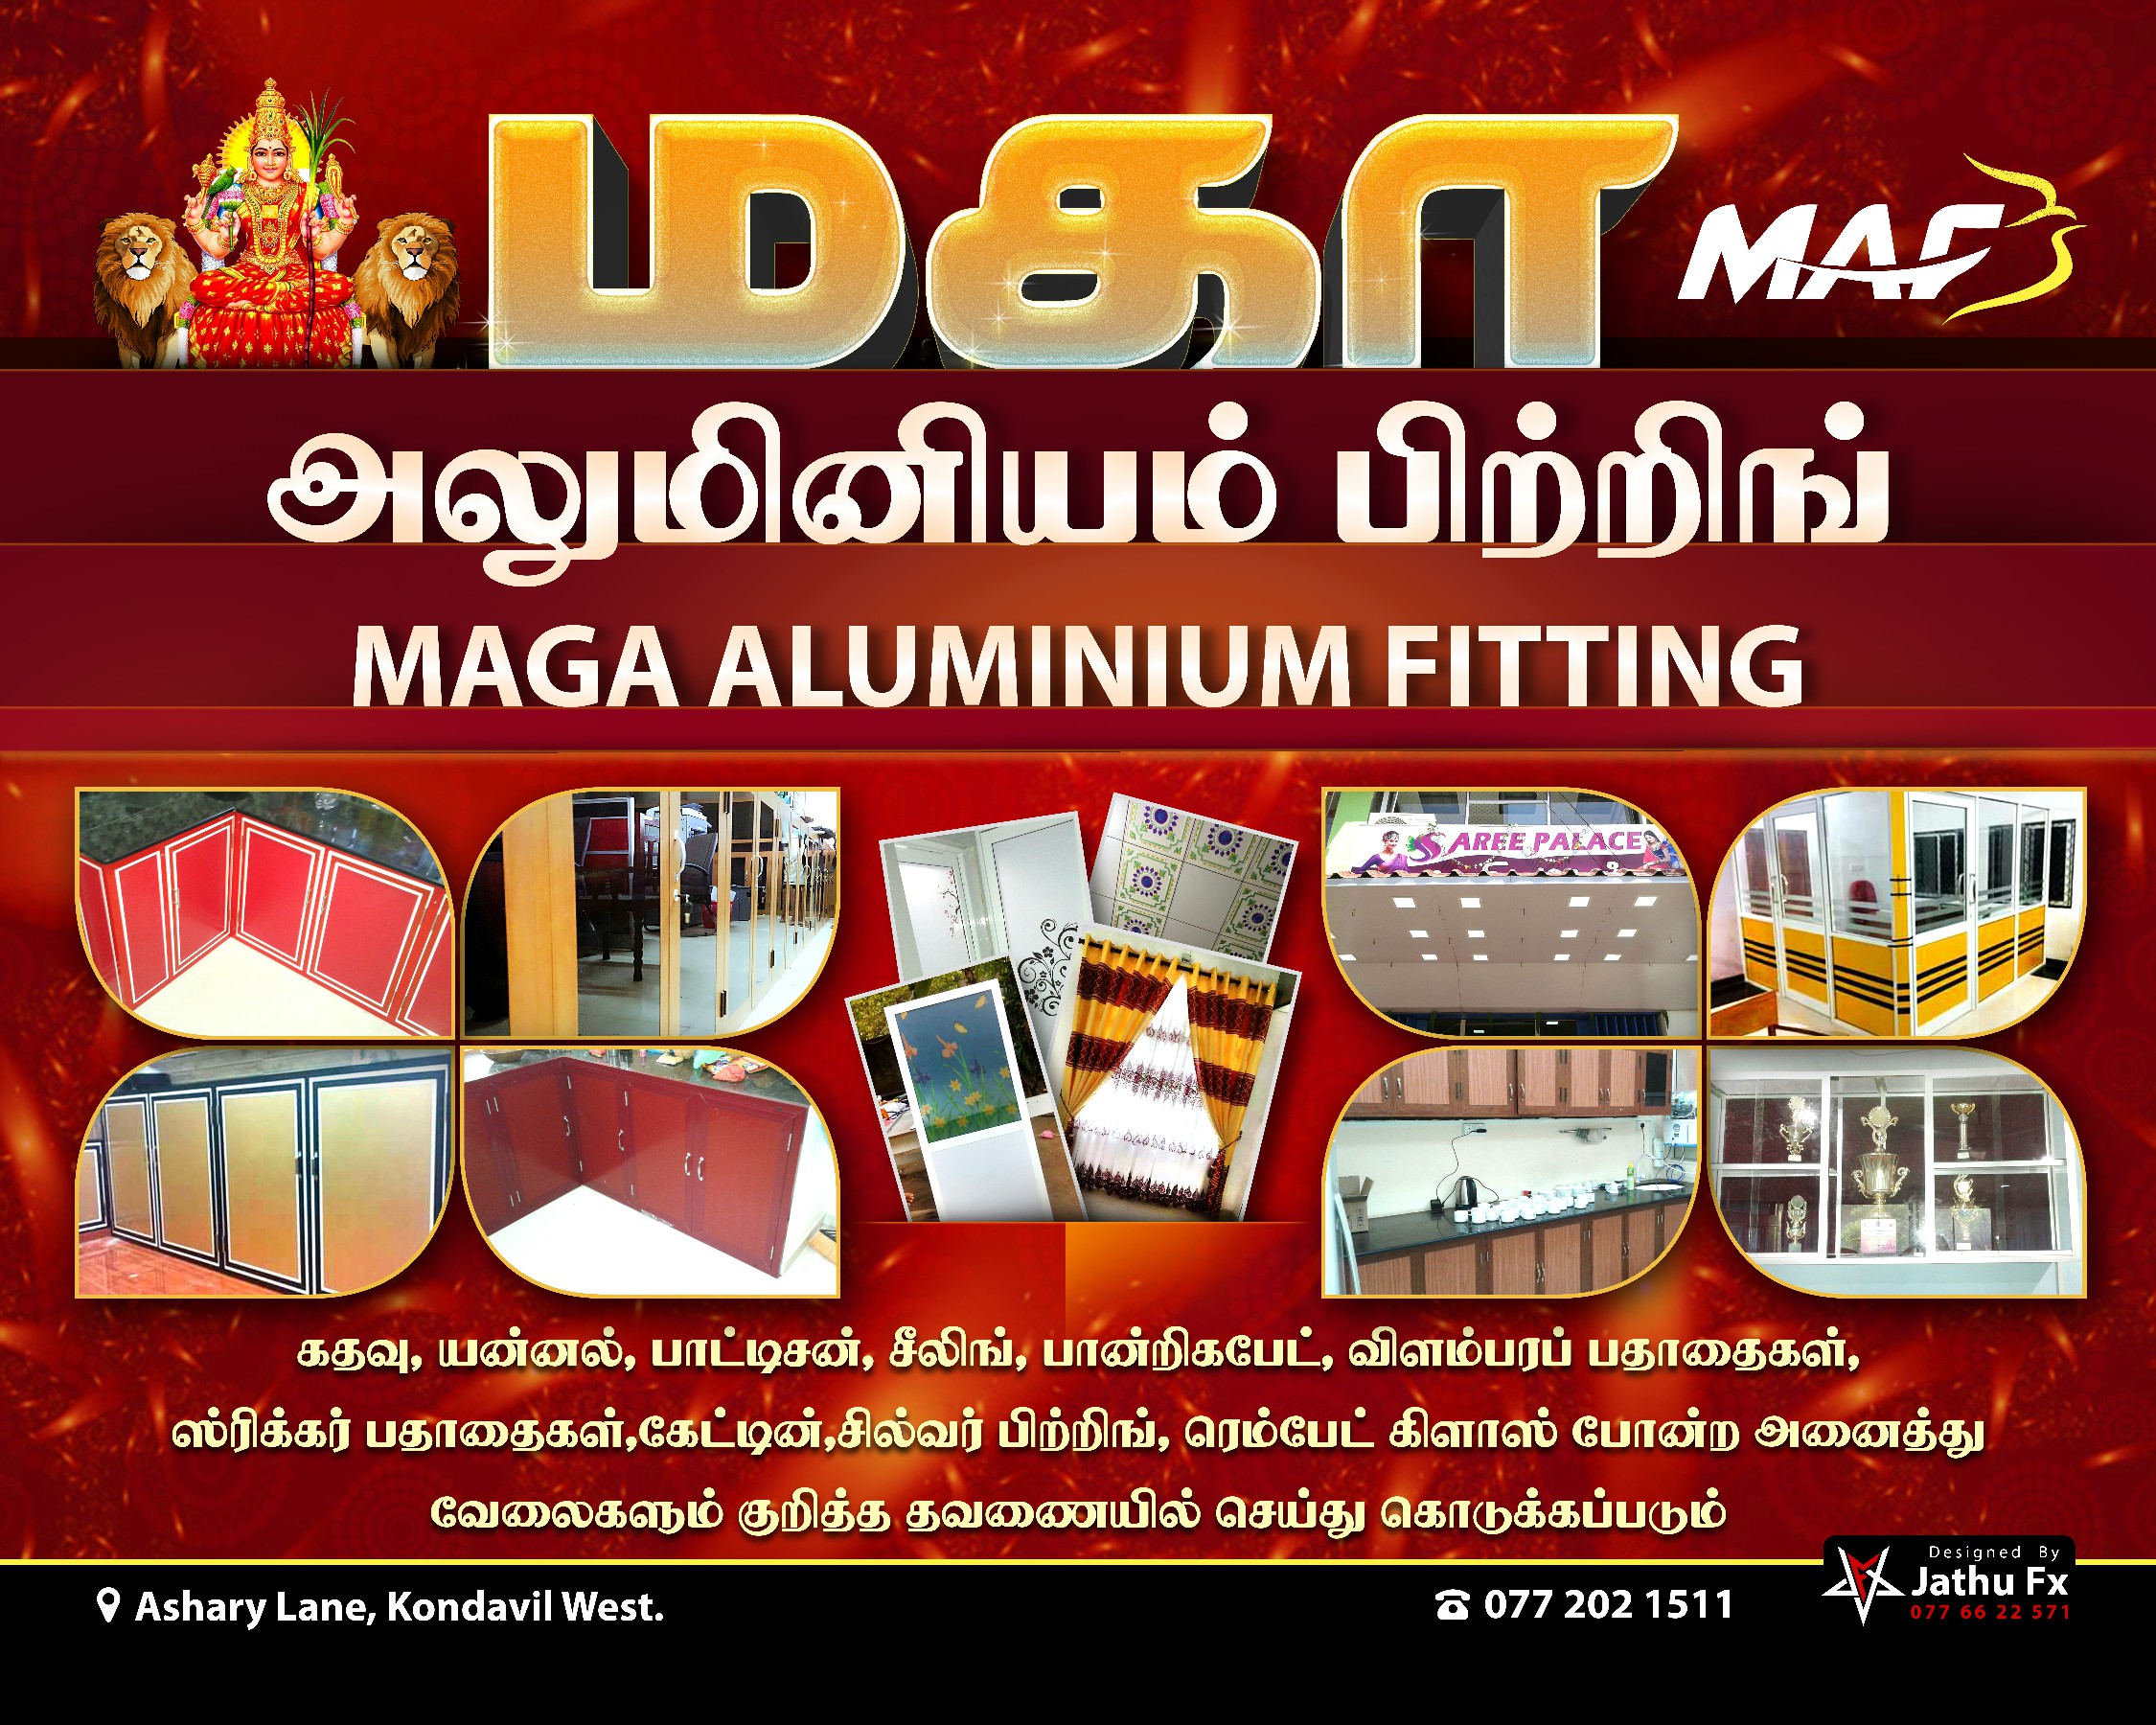 மகா
MAF
அலுமினியம் பிற்றிங்
MAGA ALUMINIUM FITTING
SAREE PALACE
கதவு, யன்னல், பாட்டிசன், சீலிங், பான்றிகபேட், விளம்பரப் பதாதைகள்,
ஸ்ரிக்கர் பதாதைகள்,கேட்டின்,சில்வர் பிற்றிங், ரெம்பேட் கிளாஸ் போன்ற அனைத்து
வேலைகளும் குறித்த தவணையில் செய்து கொடுக்கப்படும்
Ashary Lane, Kondavil West.
077 202 1511
Designed By
Jathu Fx
077 66 22 571